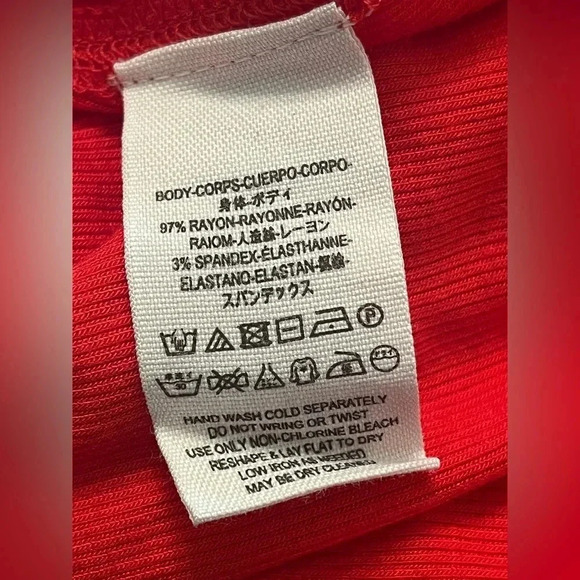 BODY-CORPS-CUERPO-CORPO-
身体-ボディ
97% RAYON-RAYONNE-RAYÓN-
RAIOM-人造絲-レーヨン
3% SPANDEX-ÉLASTHANNE-
ELASTANO-ELASTAN-氨綸-
スパンデックス
P
HAND WASH COLD SEPARATELY
DO NOT WRING OR TWIST
USE ONLY NON-CHLORINE BLEACH
RESHAPE & LAY FLAT TO DRY
LOW IRON AS NEEDED
MAY BE DRY CLEANED